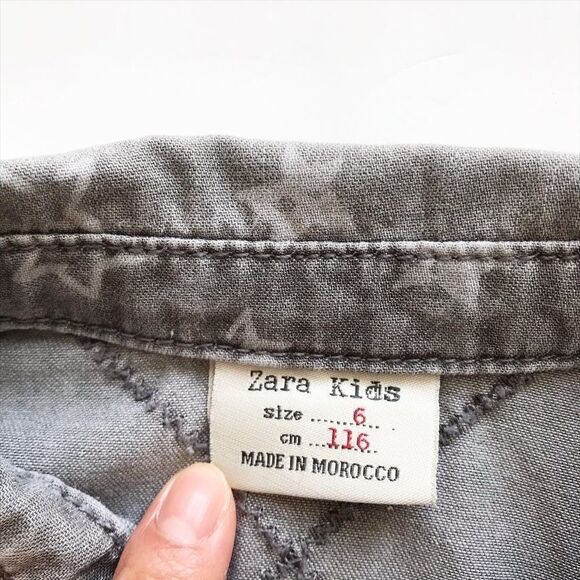 Zara Kids
size ........6.....
cm ...116...
MADE IN MOROCCO